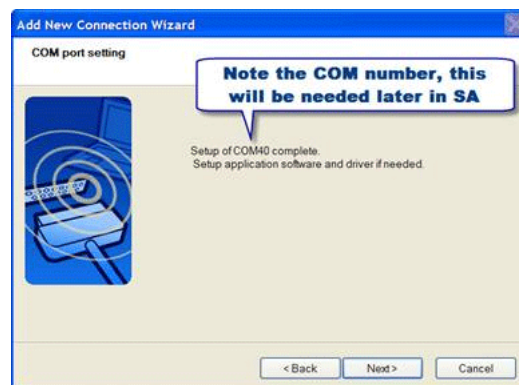 Add New Connection Wizard
COM port setting
Note the COM number, this
will be needed later in SA
Setup of COM40 complete.
Setup application software and driver if needed.
< Back
Next >
Cancel